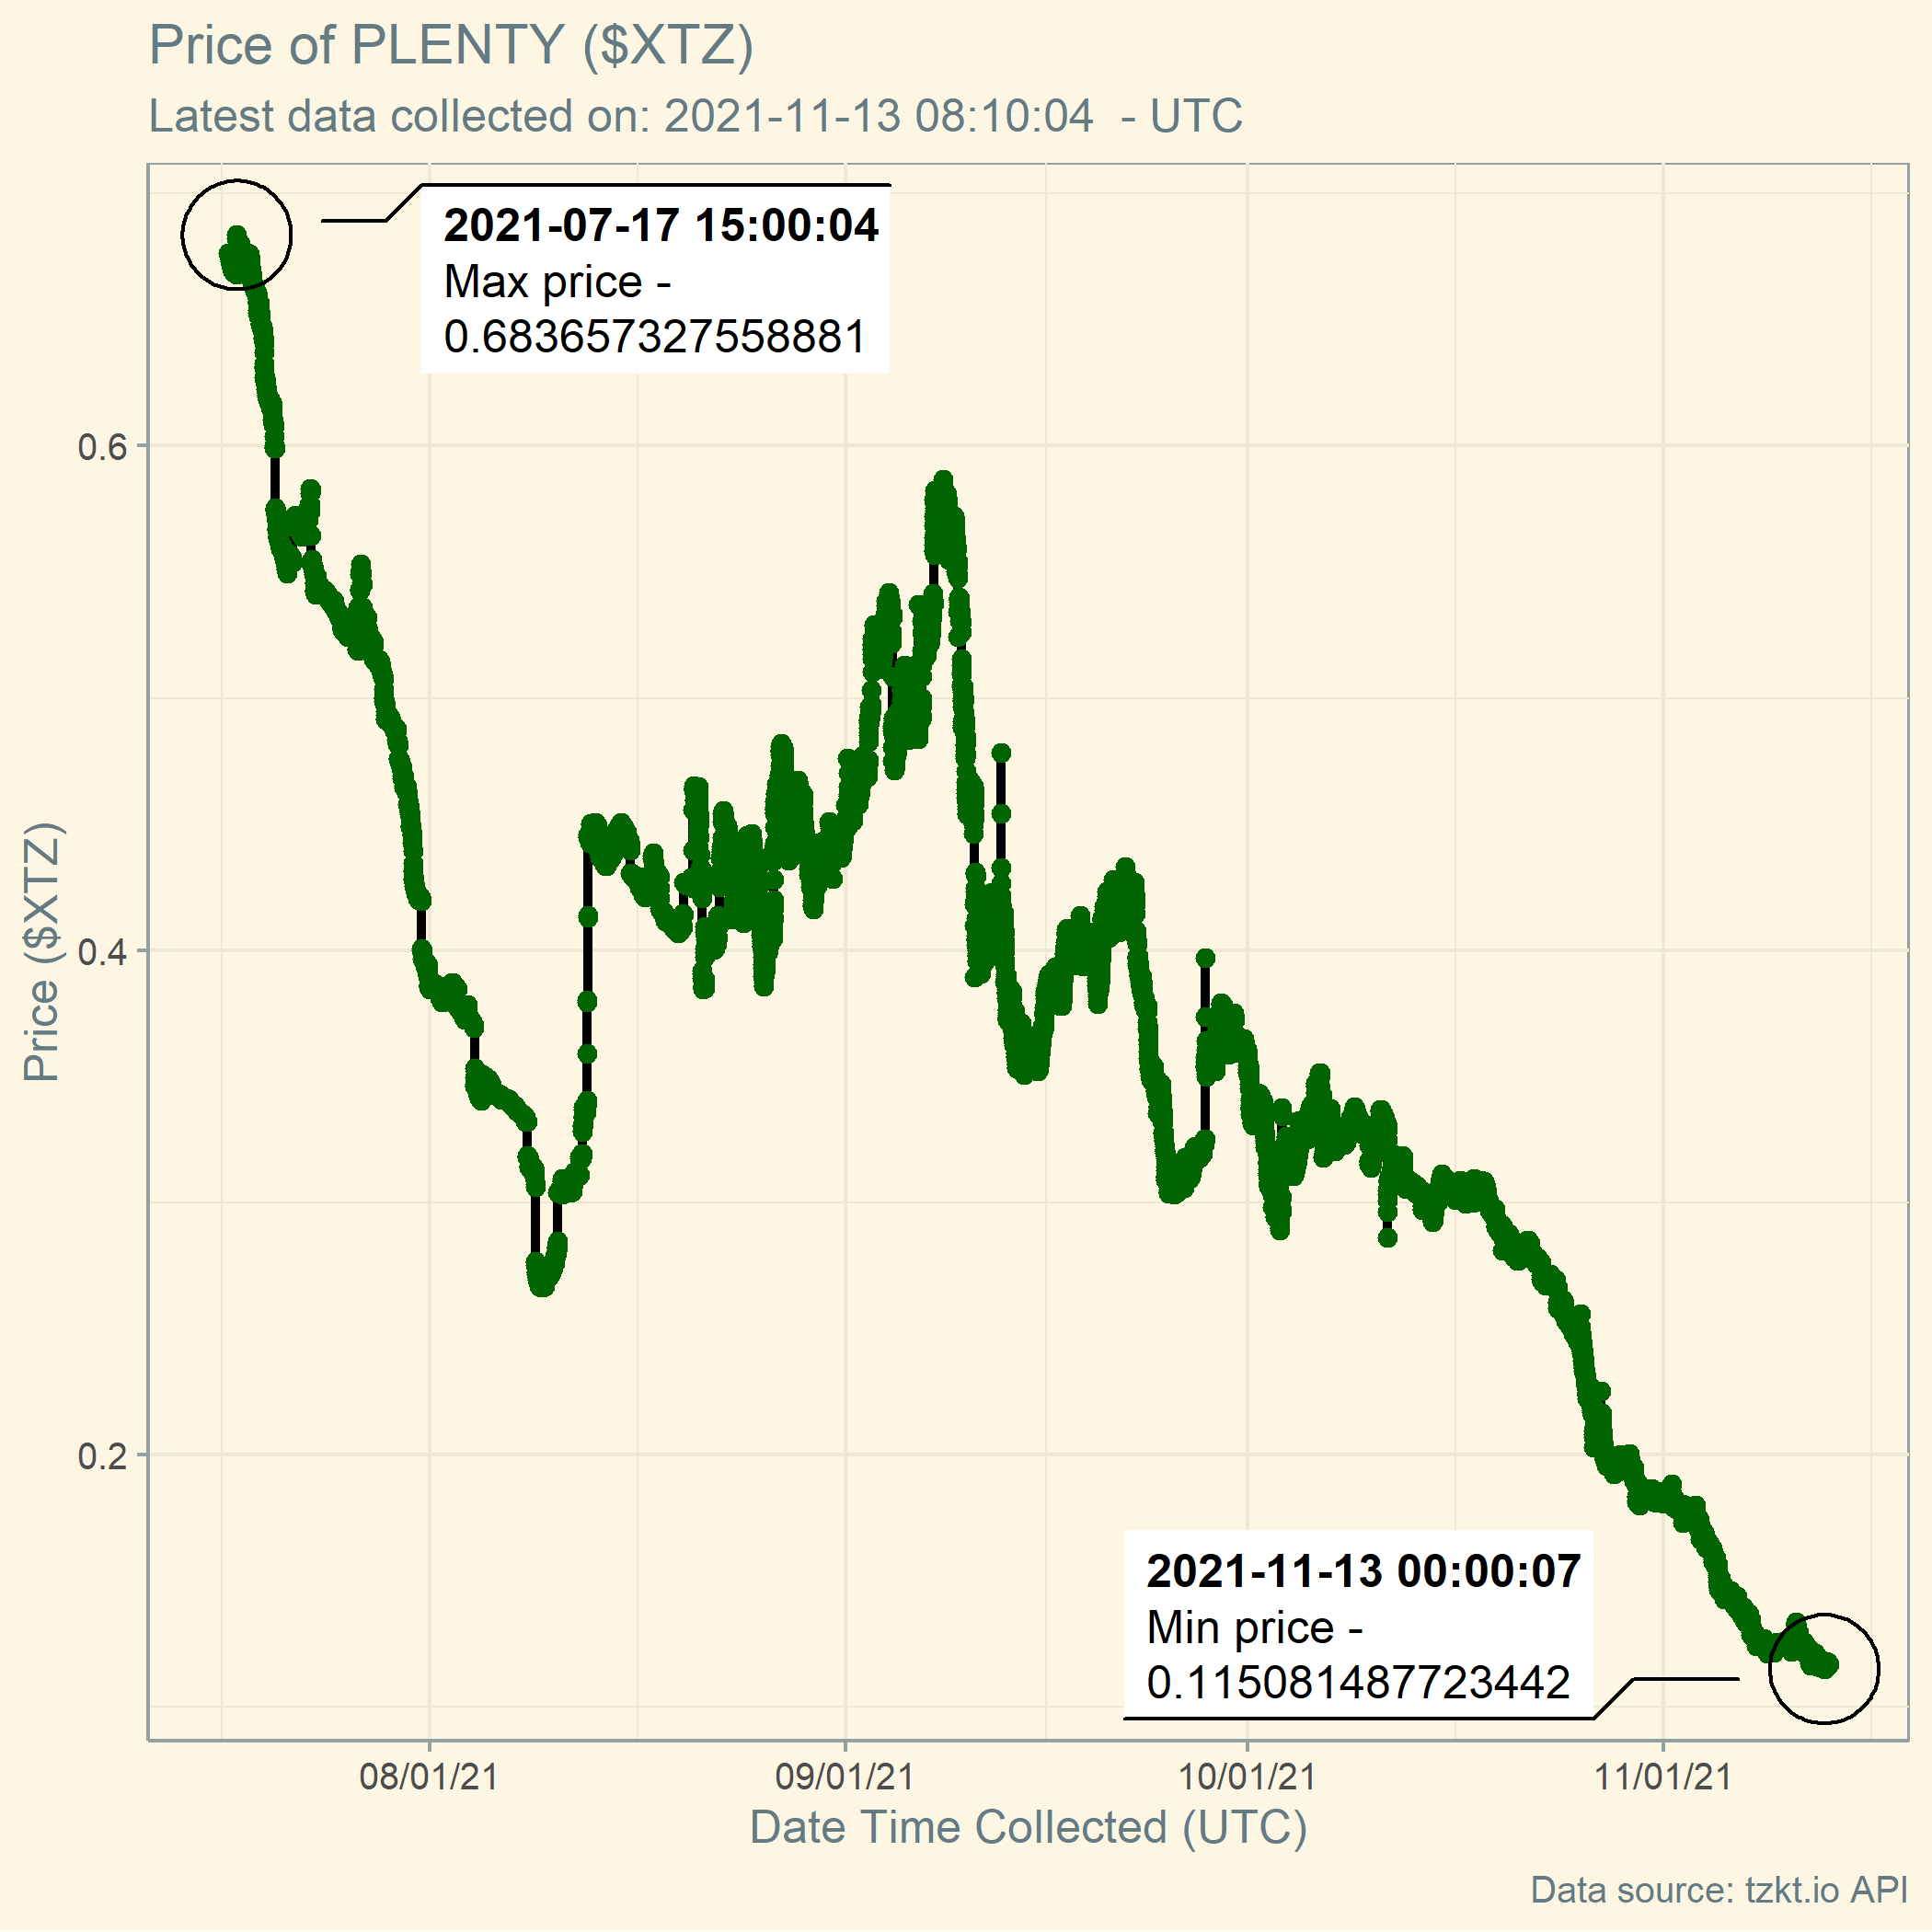 Price of PLENTY ($XTZ)
Latest data collected on: 2021-11-13 08:10:04  - UTC
2021-07-17 15:00:04
Max price -
0.683657327558881
0.6
0.4
0.2
Price ($XTZ)
2021-11-13 00:00:07
Min price -
0.115081487723442
08/01/21
09/01/21
10/01/21
11/01/21
Date Time Collected (UTC)
Data source: tzkt.io API